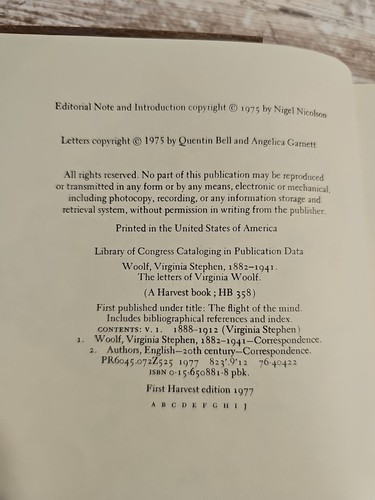 Editorial Note and Introduction copyright © 1975 by Nigel Nicolson
Letters copyright © 1975 by Quentin Bell and Angelica Garnett
All rights reserved. No part of this publication may be reproduced
or transmitted in any form or by any means, electronic or mechanical,
including photocopy, recording, or any information storage and
retrieval system, without permission in writing from the publisher.
Printed in the United States of America
Library of Congress Cataloging in Publication Data
Woolf, Virginia Stephen, 1882–1941.
The letters of Virginia Woolf.
(A Harvest book ; HB 358)
First published under title: The flight of the mind.
Includes bibliographical references and index.
CONTENTS: v. 1. 1888–1912 (Virginia Stephen)
1. Woolf, Virginia Stephen, 1882–1941—Correspondence.
2. Authors, English—20th century—Correspondence.
PR6045.072Z525 1977 823'.9'12 76-40422
ISBN 0-15-650881-8 pbk.
First Harvest edition 1977
A B C D E F G H I J